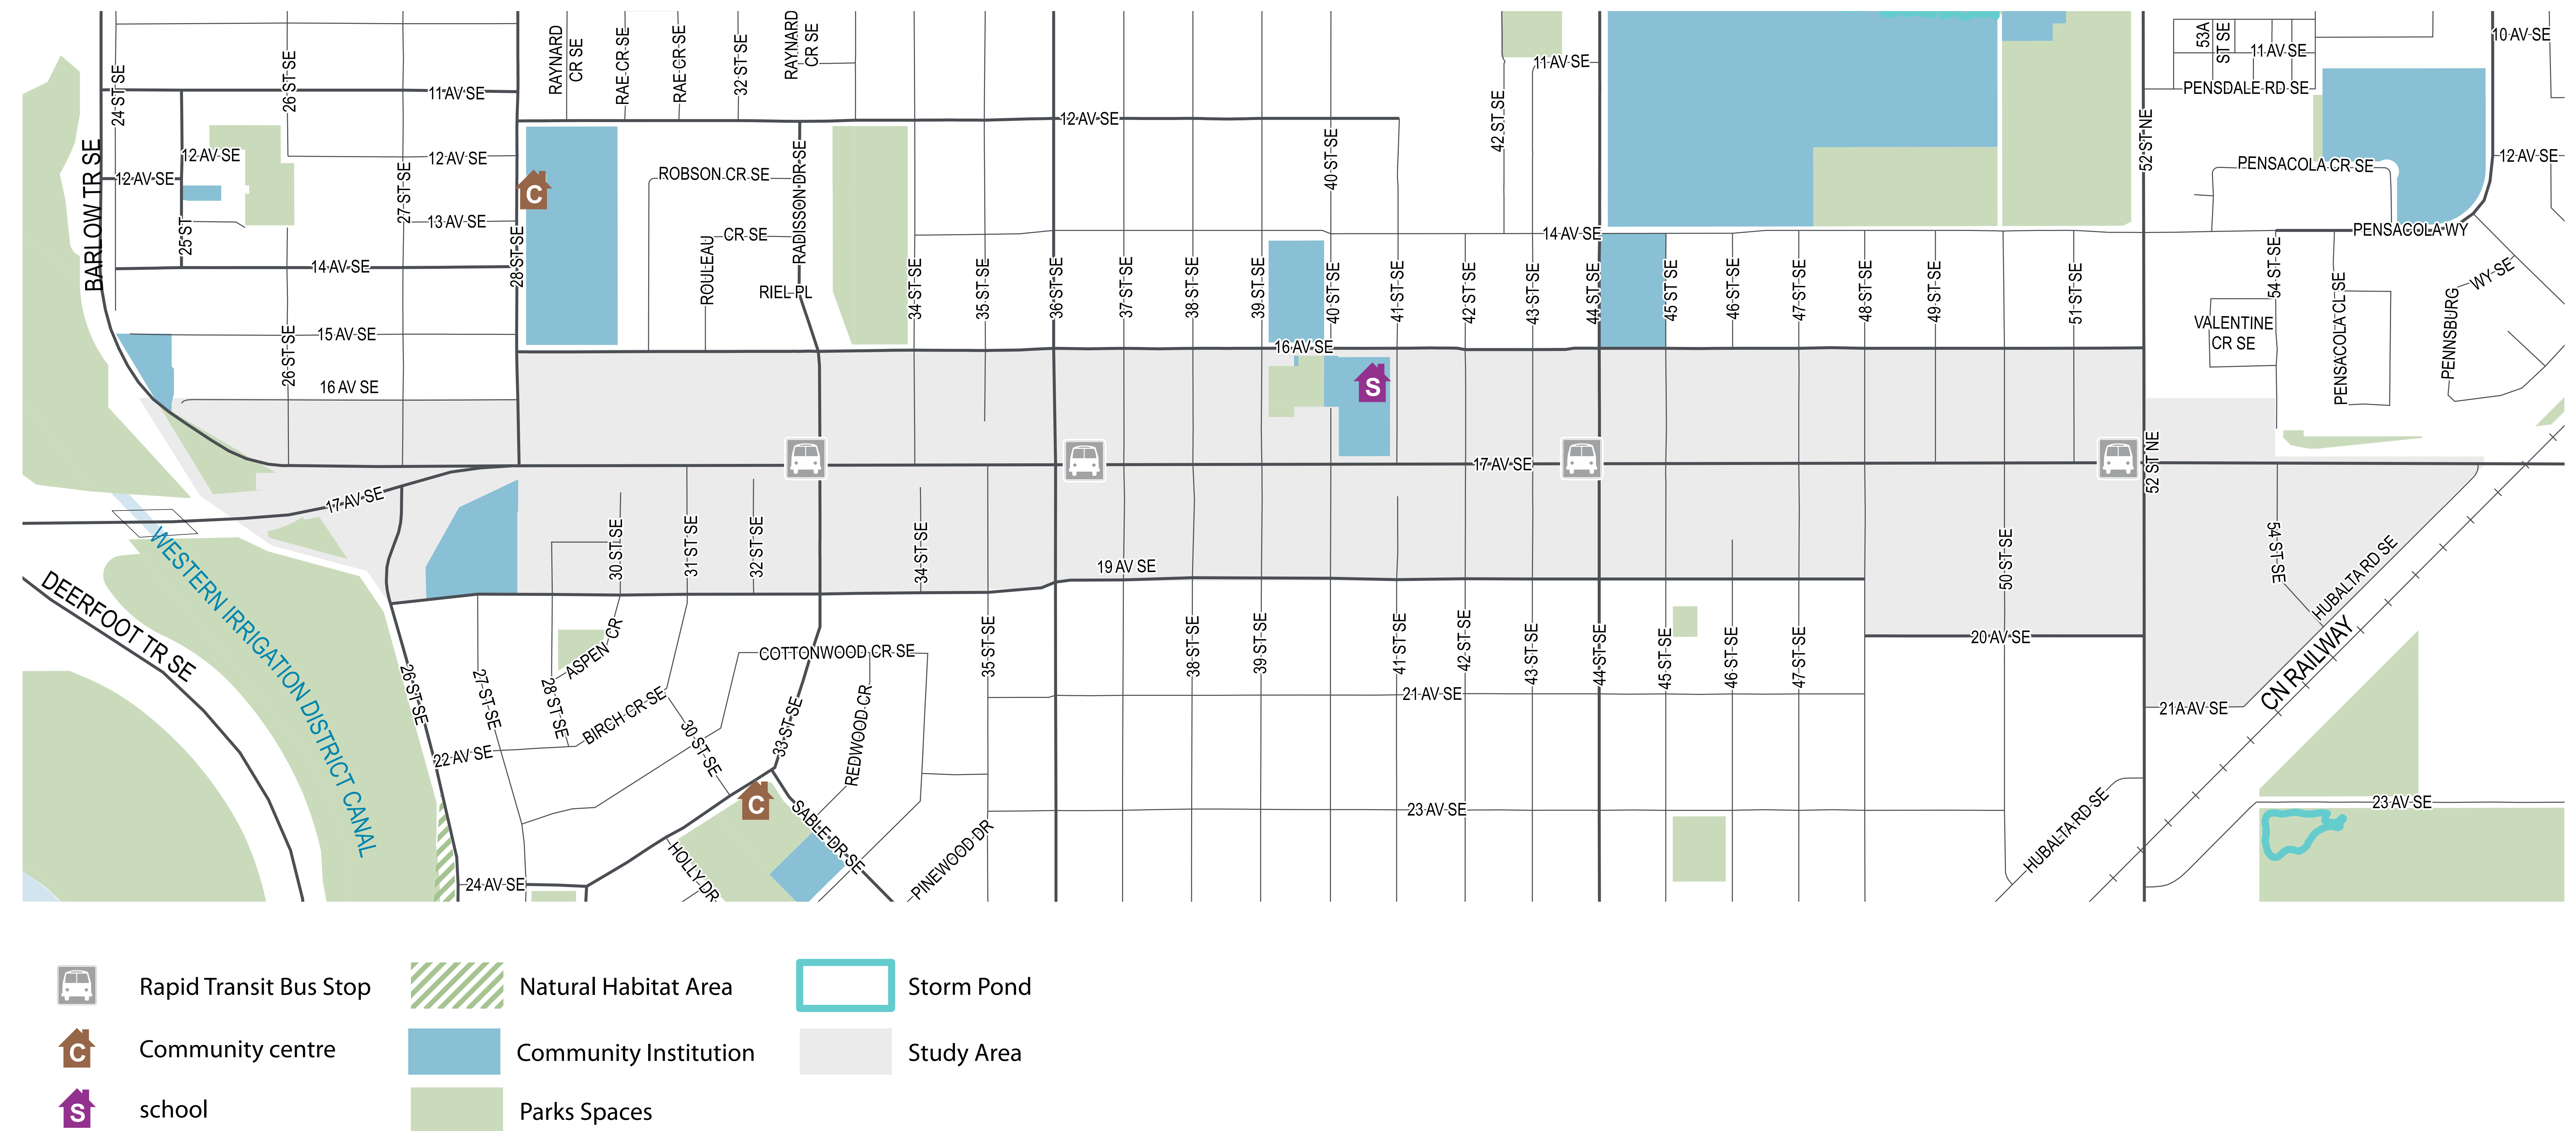 RAYNARD
CR SE
RAE CR SE
RAE CR SE
32 ST SE
RAYNARD
CR SE
53A
ST SE
11 AV SE
10 AV SE
24 ST SE
26 ST SE
11 AV SE
11 AV SE
PENSDALE RD SE
12 AV SE
42 ST SE
40 ST SE
52 ST NE
BARLOW TR SE
12 AV SE
12 AV SE
12 AV SE
27 ST SE
C
ROBSON CR SE
RADISSON DR SE
PENSACOLA CR SE
12 AV SE
25 ST
13 AV SE
28 ST SE
CR SE
ROULEAU
14 AV SE
PENSACOLA WY
14 AV SE
RIEL PL
34 ST SE
35 ST SE
36 ST SE
37 ST SE
38 ST SE
39 ST SE
40 ST SE
41 ST SE
42 ST SE
43 ST SE
44 ST SE
45 ST SE
46 ST SE
47 ST SE
48 ST SE
49 ST SE
51 ST SE
54 ST SE
PENSACOLA CL SE
PENNSBURG
WY SE
VALENTINE
CR SE
15 AV SE
26 ST SE
16 AV SE
16 AV SE
S
17 AV SE
52 ST NE
17 AV SE
30 ST SE
31 ST SE
32 ST SE
34 ST SE
19 AV SE
50 ST SE
54 ST SE
HUBALTA RD SE
WESTERN IRRIGATION DISTRICT CANAL
DEERFOOT TR SE
26 ST SE
27 ST SE
28 ST SE
ASPEN CR
COTTONWOOD CR SE
35 ST SE
38 ST SE
39 ST SE
41 ST SE
42 ST SE
43 ST SE
44 ST SE
45 ST SE
46 ST SE
47 ST SE
20 AV SE
CN RAILWAY
21 AV SE
21A AV SE
22 AV SE
BIRCH CR SE
30 ST SE
33 ST SE
REDWOOD CR
C
SABLE DR SE
HOLLY DR
PINEWOOD DR
23 AV SE
HUBALTA RD SE
23 AV SE
24 AV SE
Rapid Transit Bus Stop
Natural Habitat Area
Storm Pond
C
Community centre
Community Institution
Study Area
S
school
Parks Spaces